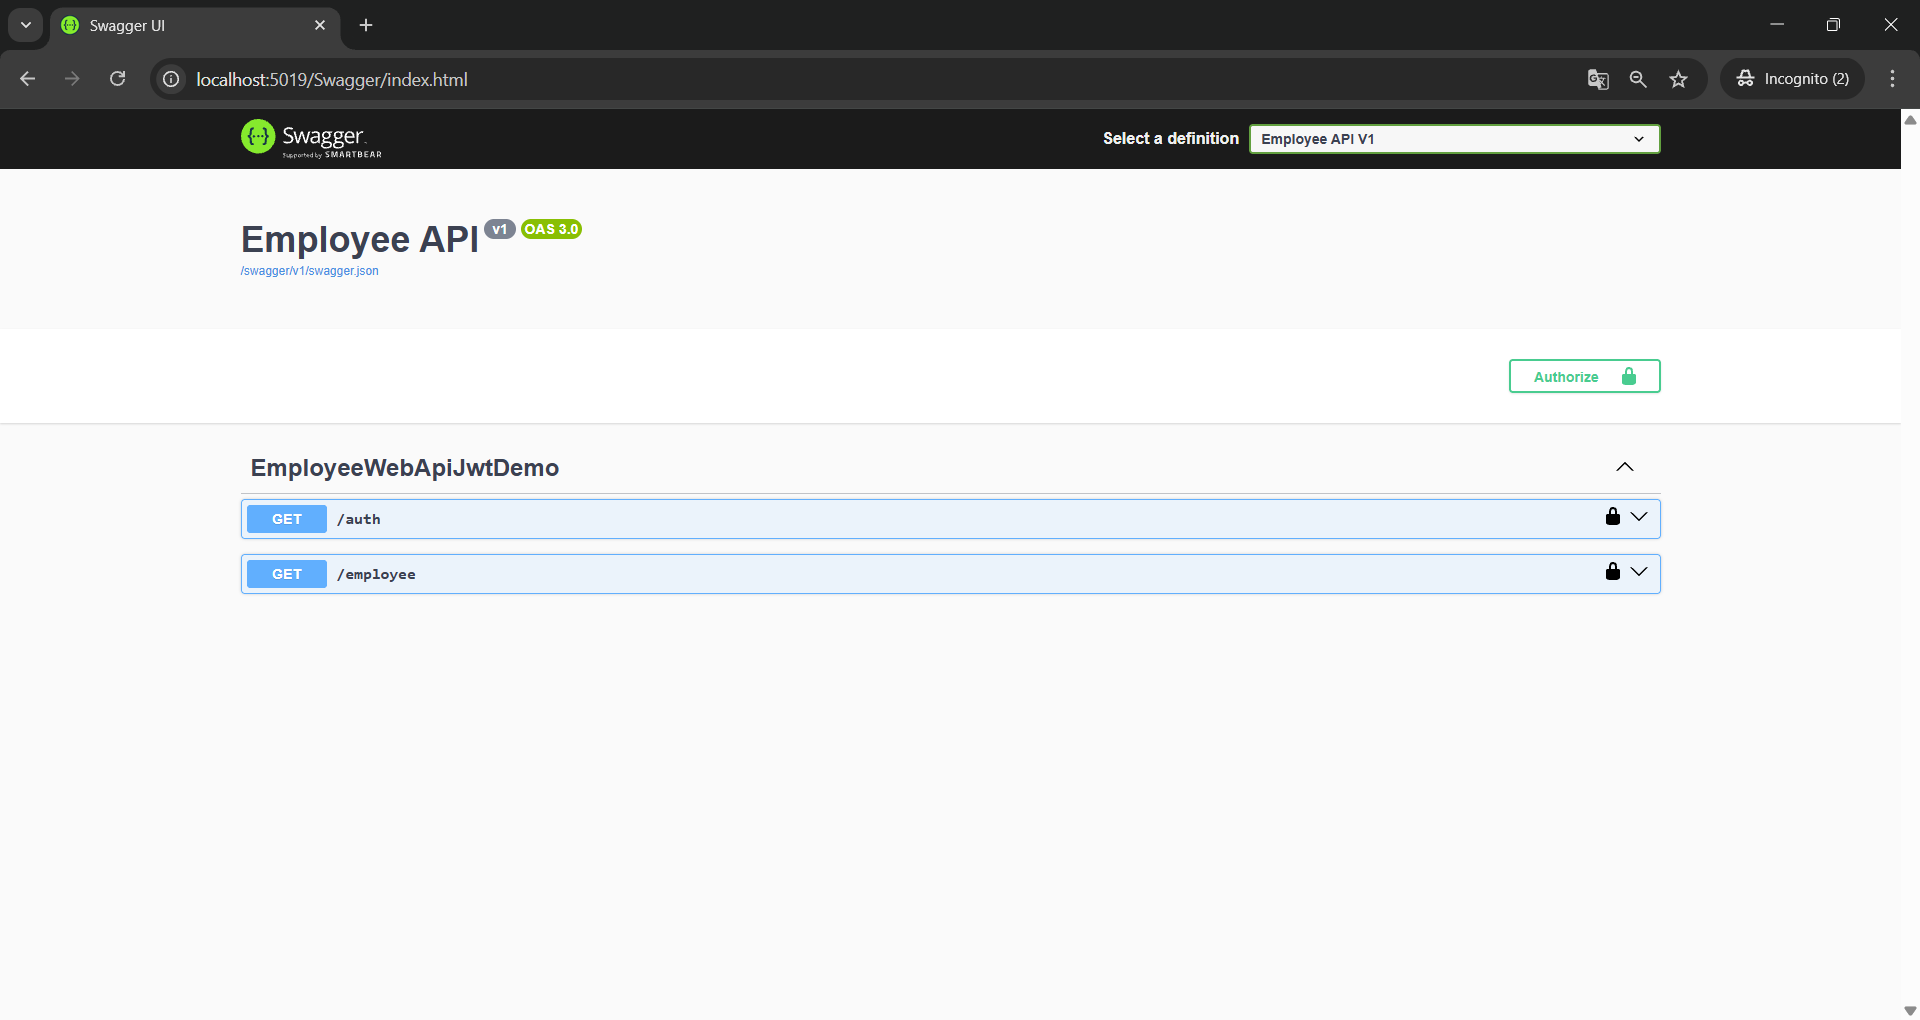 Swagger UI
localhost:5019/Swagger/index.html
Incognito (2)
Swagger.
Supported by SMARTBEAR
Select a definition
Employee API V1
Employee API v1 OAS 3.0
/swagger/v1/swagger.json
Authorize
EmployeeWebApiJwtDemo
GET /auth
GET /employee